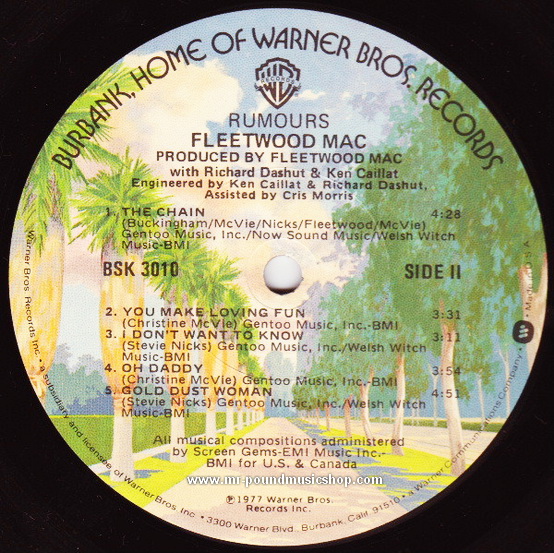 BURBANK, HOME OF WARNER BROS. RECORDS
WB
RECORDS
RUMOURS
FLEETWOOD MAC
PRODUCED BY FLEETWOOD MAC
with Richard Dashut & Ken Caillat
Engineered by Ken Caillat & Richard Dashut,
Assisted by Cris Morris
1. THE CHAIN 4:28
(Buckingham/McVie/Nicks/Fleetwood/McVie)
Gentoo Music, Inc./Now Sound Music/Welsh Witch
Music-BMI
BSK 3010 SIDE II
2. YOU MAKE LOVING FUN 3:31
(Christine McVie) Gentoo Music, Inc.-BMI
3. I DON'T WANT TO KNOW 3:11
(Stevie Nicks) Gentoo Music, Inc./Welsh Witch
Music-BMI
4. OH DADDY 3:54
(Christine McVie) Gentoo Music, Inc.-BMI
5. GOLD DUST WOMAN 4:51
(Stevie Nicks) Gentoo Music, Inc./Welsh Witch
Music-BMI
All musical compositions administered
by Screen Gems-EMI Music Inc.-
BMI for U.S. & Canada
www.mr-poundmusicshop.com
℗1977 Warner Bros.
Records Inc.
Warner Bros. Records Inc. • a subsidiary and licensee of Warner Bros. Inc. • 3300 Warner Blvd., Burbank, Calif. 91510 • a Warner Communications Company • Made in U.S.A.